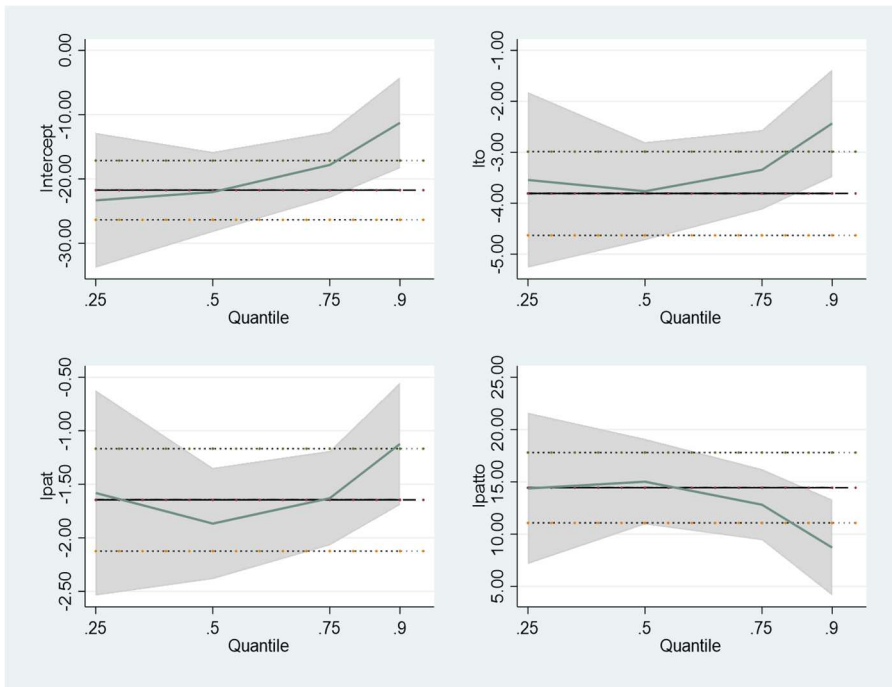 Intercept
0.00
-10.00
-20.00
-30.00
.25 .5 .75 .9
Quantile
lto
-1.00
-2.00
-3.00
-4.00
-5.00
.25 .5 .75 .9
Quantile
lpat
-0.50
-1.00
-1.50
-2.00
-2.50
.25 .5 .75 .9
Quantile
lpatto
25.00
20.00
15.00
10.00
5.00
.25 .5 .75 .9
Quantile